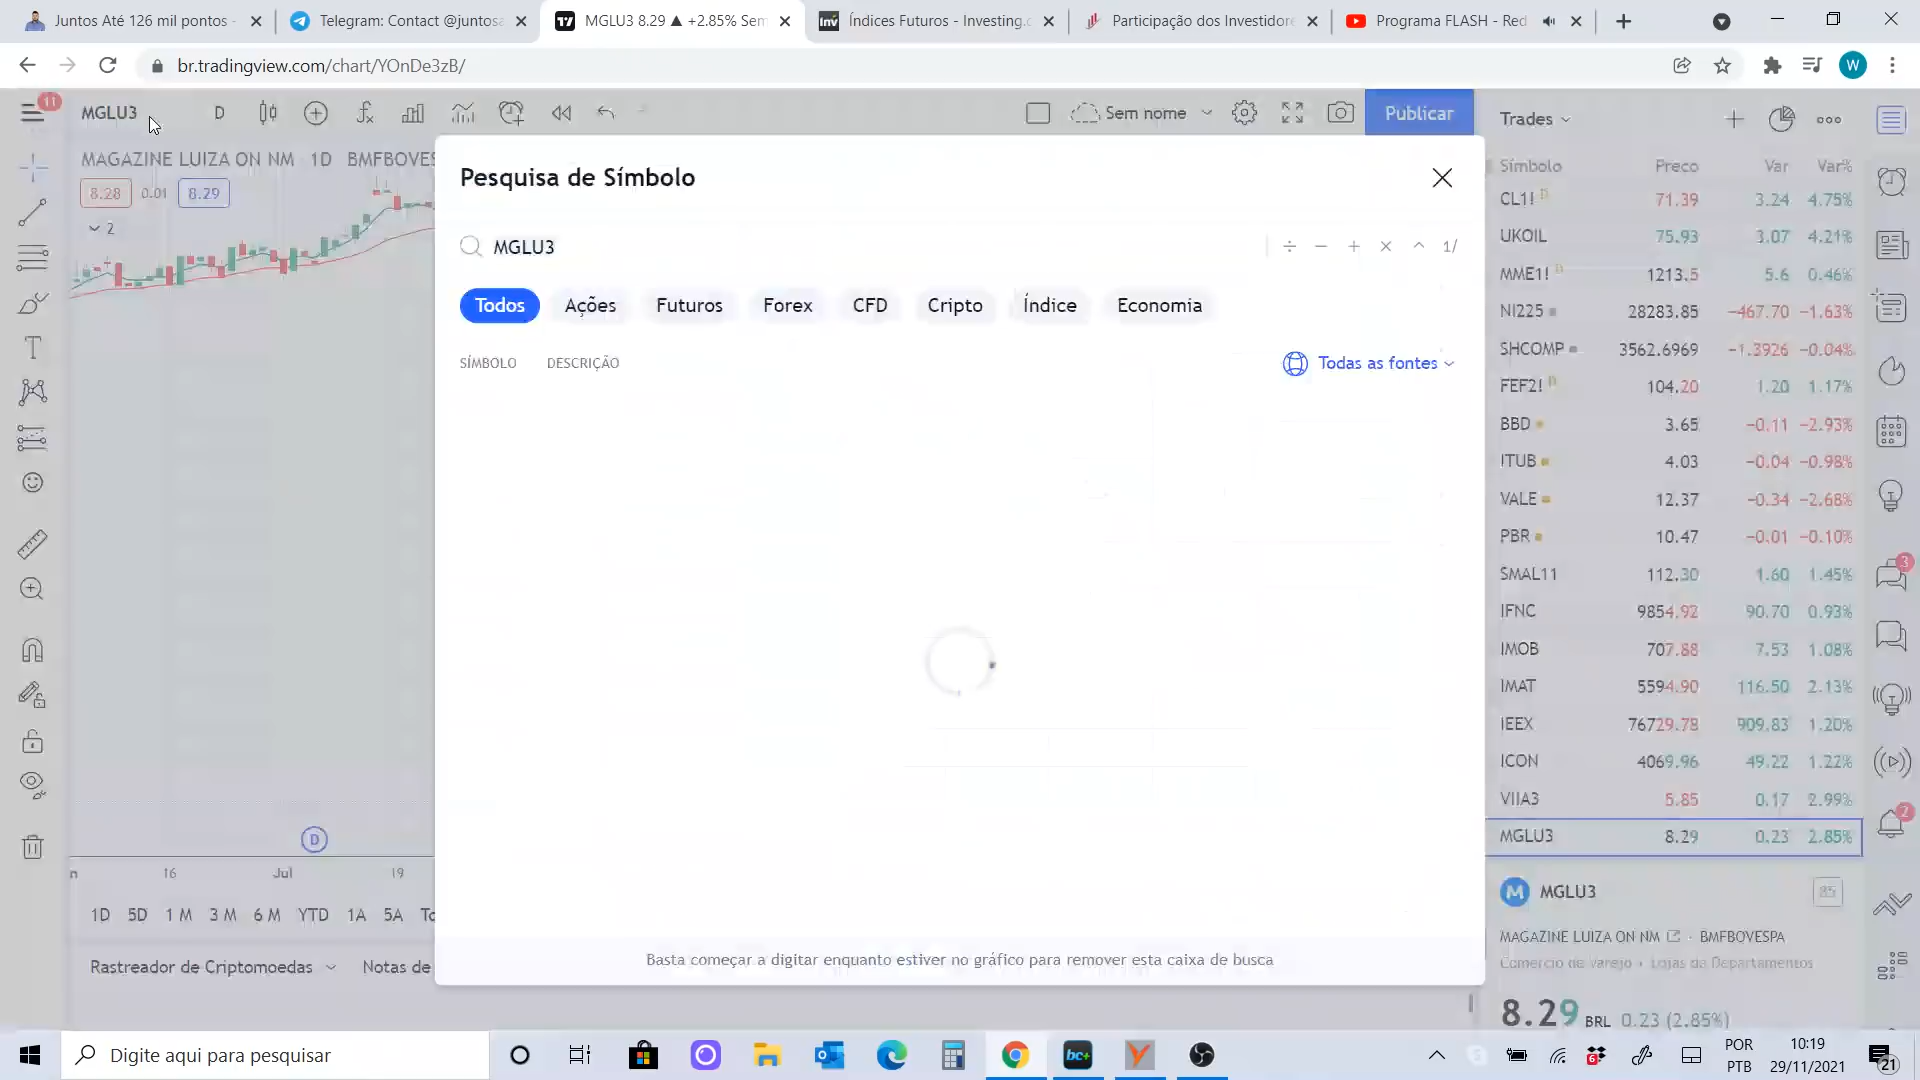 Juntos Até 126 mil pontos -
Telegram: Contact @juntosa
MGLU3 8.29 ▲ +2.85% Sem
Índices Futuros - Investing.c
Participação dos Investidore
Programa FLASH - Red
br.tradingview.com/chart/YOnDe3zB/
W
11
MGLU3
D
Sem nome
Publicar
Trades
MAGAZINE LUIZA ON NM · 1D BMFBOVES
8.28 0.01 8.29
2
Pesquisa de Símbolo
MGLU3
÷ − + × ^ 1/
Todos Ações Futuros Forex CFD Cripto Índice Economia
SÍMBOLO DESCRIÇÃO
Todas as fontes
Basta começar a digitar enquanto estiver no gráfico para remover esta caixa de busca
D
16 Jul 19
1D 5D 1 M 3 M 6 M YTD 1A 5A To
Rastreador de Criptomoedas Notas de
Símbolo Preco Var Var%
CL1! D 71.39 3.24 4.75%
UKOIL 75.93 3.07 4.21%
MME1! D 1213.5 5.6 0.46%
NI225 28283.85 −467.70 −1.63%
SHCOMP 3562.6969 −1.3926 −0.04%
FEF2! D 104.20 1.20 1.17%
BBD 3.65 −0.11 −2.93%
ITUB 4.03 −0.04 −0.98%
VALE 12.37 −0.34 −2.68%
PBR 10.47 −0.01 −0.10%
SMAL11 112.30 1.60 1.45%
IFNC 9854.92 90.70 0.93%
IMOB 707.88 7.53 1.08%
IMAT 5594.90 116.50 2.13%
IEEX 76729.78 909.83 1.20%
ICON 4069.96 49.22 1.22%
VIIA3 5.85 0.17 2.99%
MGLU3 8.29 0.23 2.85%
M MGLU3
MAGAZINE LUIZA ON NM · BMFBOVESPA
Comércio de Varejo • Lojas de Departamentos
8.29 BRL 0.23 (2.85%)
3
2
Digite aqui para pesquisar
bc+
6
POR
PTB
10:19
29/11/2021
21